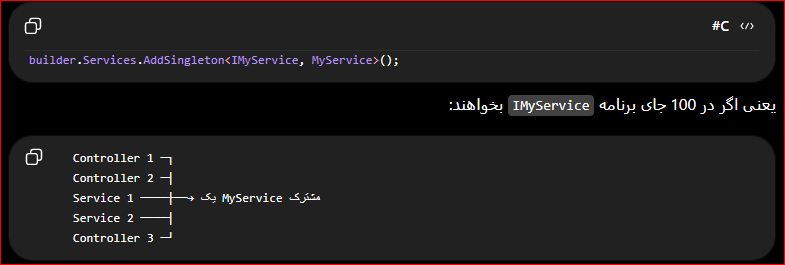 C#
builder.Services.AddSingleton<IMyService, MyService>();
یعنی اگر در 100 جای برنامه IMyService بخواهند:
Controller 1 ─┐
Controller 2 ─┤
Service 1 ────┼──→ یک MyService مشترک
Service 2 ────┤
Controller 3 ─┘